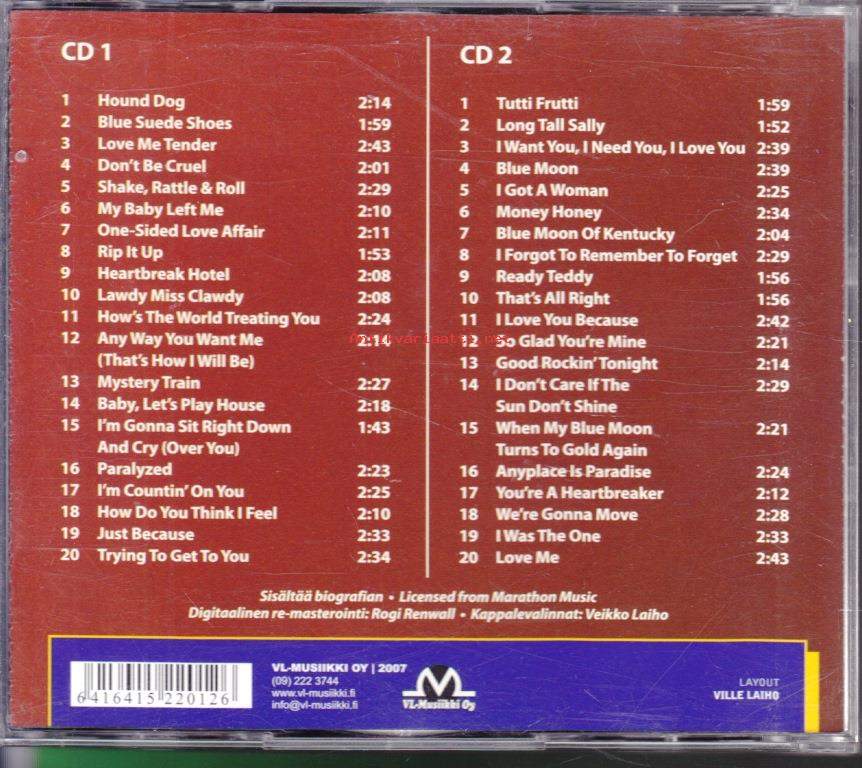 CD 1
1 Hound Dog 2:14
2 Blue Suede Shoes 1:59
3 Love Me Tender 2:43
4 Don't Be Cruel 2:01
5 Shake, Rattle & Roll 2:29
6 My Baby Left Me 2:10
7 One-Sided Love Affair 2:11
8 Rip It Up 1:53
9 Heartbreak Hotel 2:08
10 Lawdy Miss Clawdy 2:08
11 How's The World Treating You 2:24
12 Any Way You Want Me 2:14
(That's How I Will Be)
13 Mystery Train 2:27
14 Baby, Let's Play House 2:18
15 I'm Gonna Sit Right Down 1:43
And Cry (Over You)
16 Paralyzed 2:23
17 I'm Countin' On You 2:25
18 How Do You Think I Feel 2:10
19 Just Because 2:33
20 Trying To Get To You 2:34
CD 2
1 Tutti Frutti 1:59
2 Long Tall Sally 1:52
3 I Want You, I Need You, I Love You 2:39
4 Blue Moon 2:39
5 I Got A Woman 2:25
6 Money Honey 2:34
7 Blue Moon Of Kentucky 2:04
8 I Forgot To Remember To Forget 2:29
9 Ready Teddy 1:56
10 That's All Right 1:56
11 I Love You Because 2:42
12 So Glad You're Mine 2:21
13 Good Rockin' Tonight 2:14
14 I Don't Care If The 2:29
Sun Don't Shine
15 When My Blue Moon 2:21
Turns To Gold Again
16 Anyplace Is Paradise 2:24
17 You're A Heartbreaker 2:12
18 We're Gonna Move 2:28
19 I Was The One 2:33
20 Love Me 2:43
Sisältää biografian • Licensed from Marathon Music
Digitaalinen re-masterointi: Rogi Renwall • Kappalevalinnat: Veikko Laiho
6 416415 220126
VL-MUSIIKKI OY | 2007
(09) 222 3744
www.vl-musiikki.fi
info@vl-musiikki.fi
VL-Musiikki Oy
LAYOUT
VILLE LAIHO